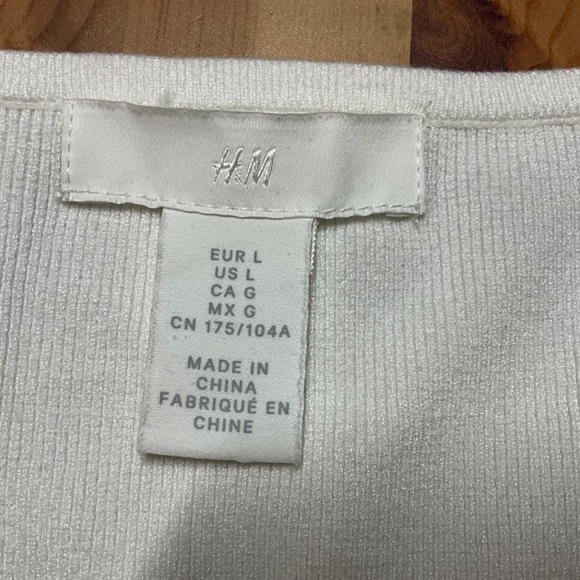 H&M
EUR L
US L
CA G
MX G
CN 175/104A
MADE IN
CHINA
FABRIQUÉ EN
CHINE